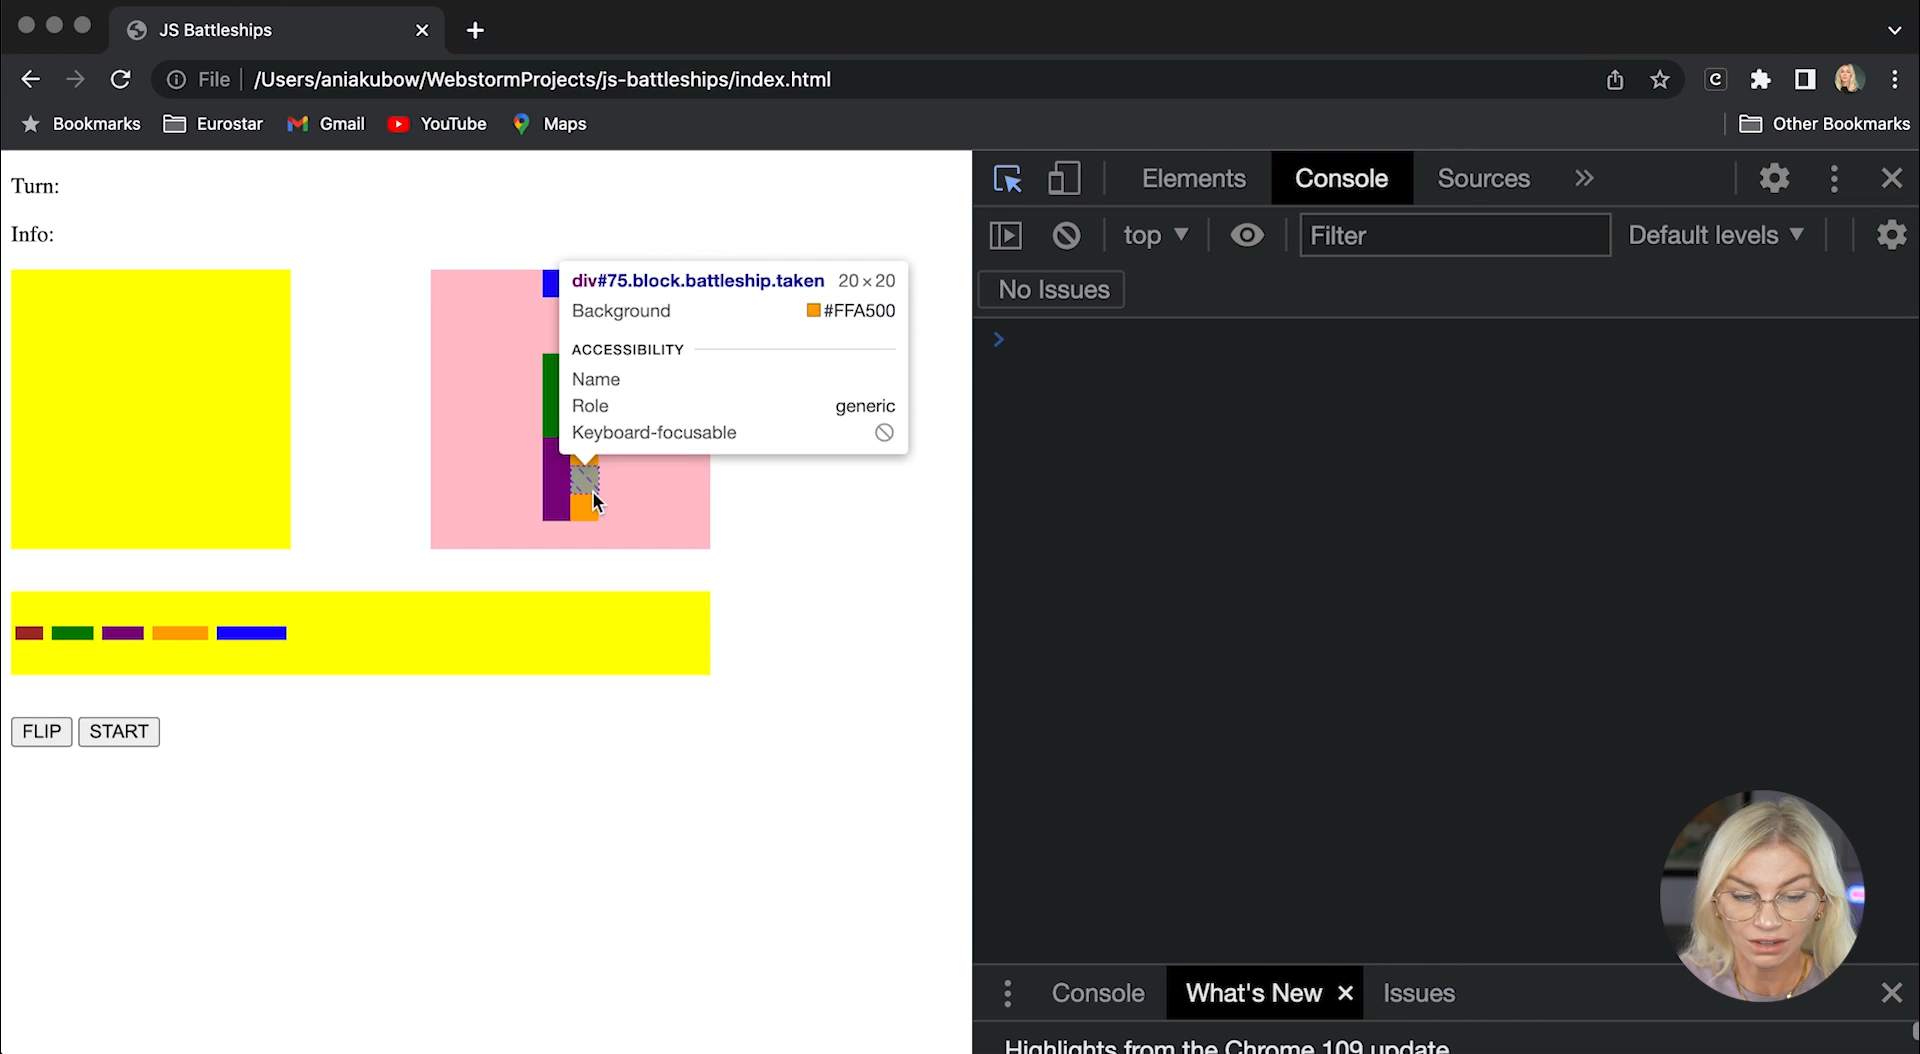 JS Battleships
File /Users/aniakubow/WebstormProjects/js-battleships/index.html
C
Bookmarks Eurostar Gmail YouTube Maps Other Bookmarks
Turn:
Info:
div#75.block.battleship.taken 20×20
Background #FFA500
ACCESSIBILITY
Name
Role generic
Keyboard-focusable
FLIP START
Elements Console Sources
top Filter Default levels
No Issues
Console What's New Issues
Highlights from the Chrome 109 update